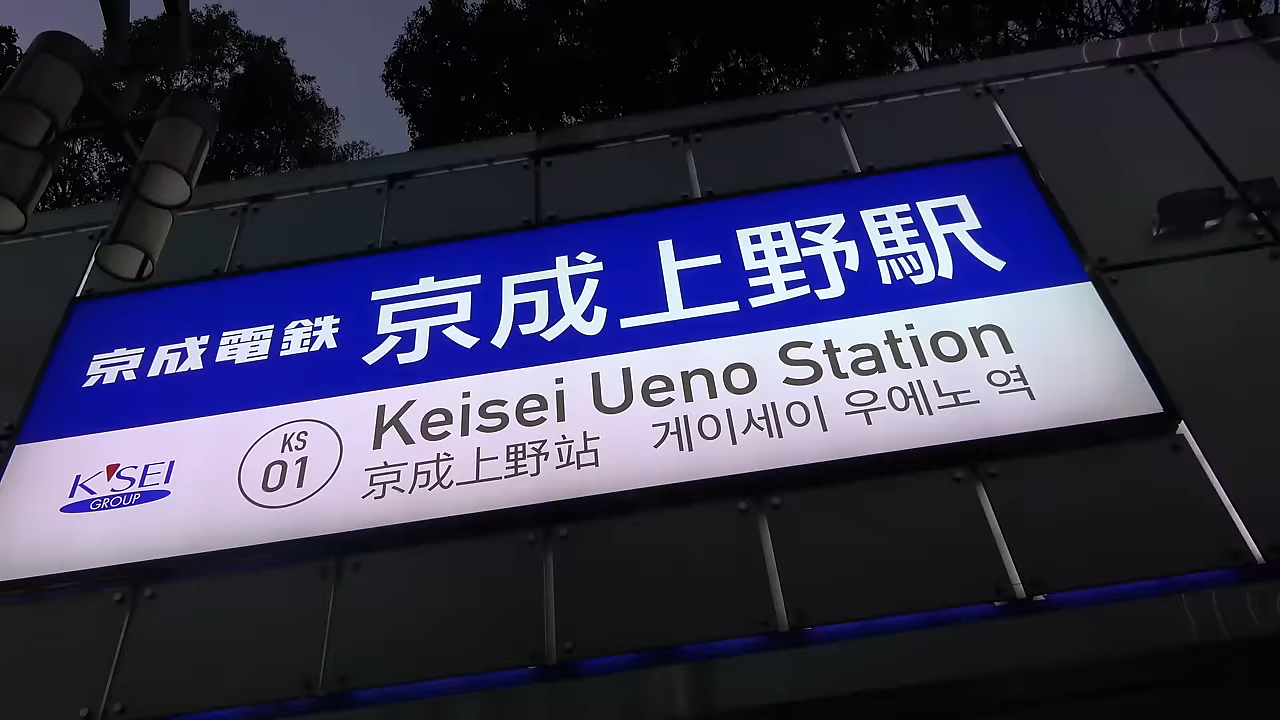 京成電鉄 京成上野駅
Keisei Ueno Station
KS
01
京成上野站 게이세이 우에노 역
K'SEI
GROUP